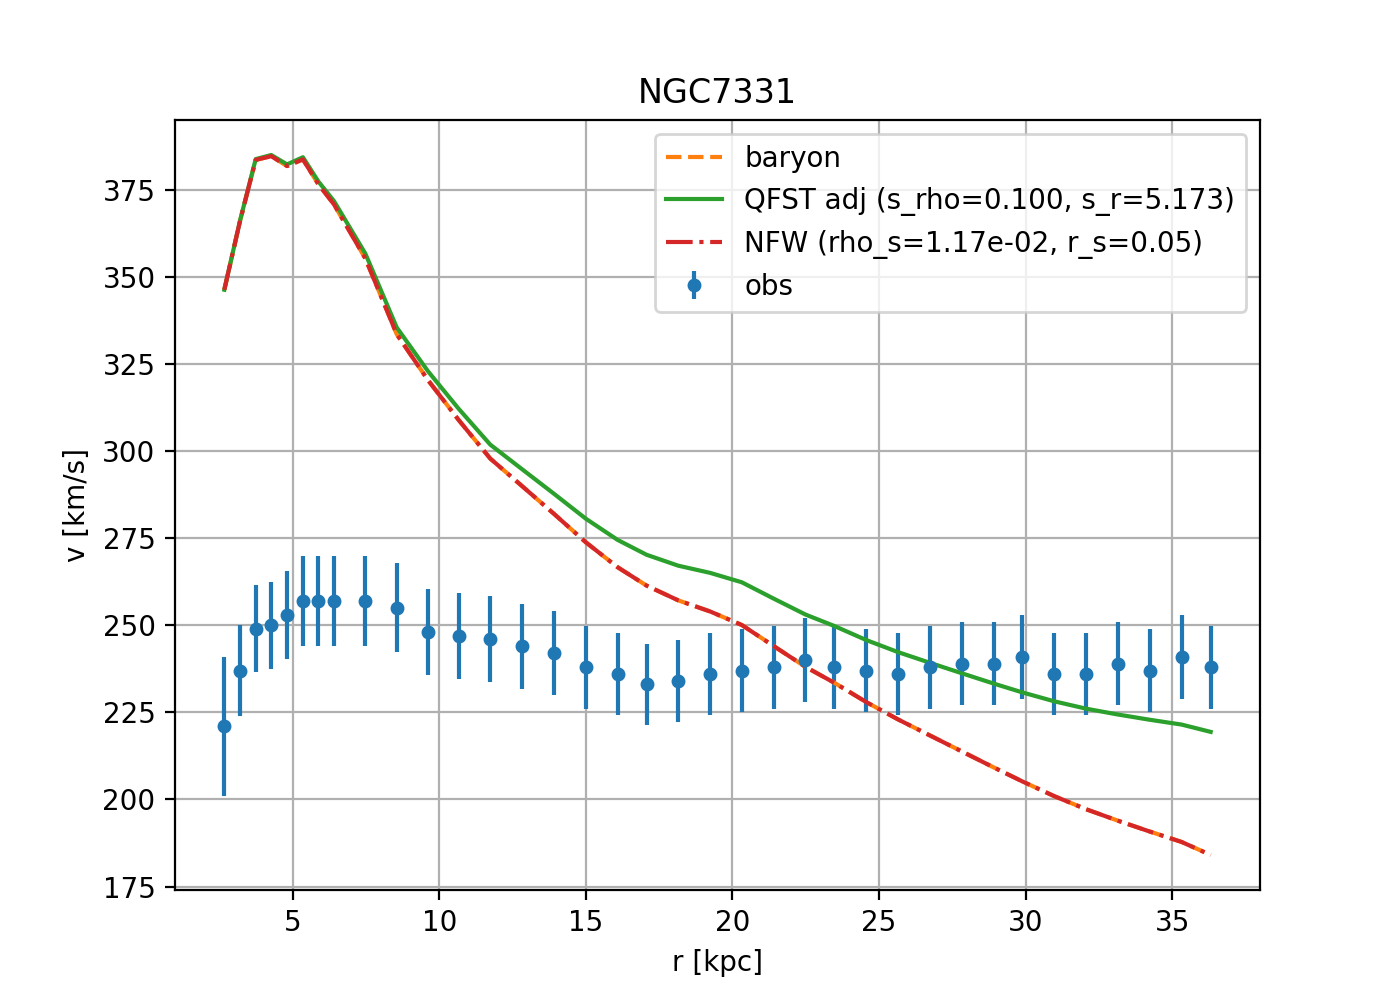 NGC7331
baryon
QFST adj (s_rho=0.100, s_r=5.173)
NFW (rho_s=1.17e-02, r_s=0.05)
obs
v [km/s]
375
350
325
300
275
250
225
200
175
5 10 15 20 25 30 35
r [kpc]